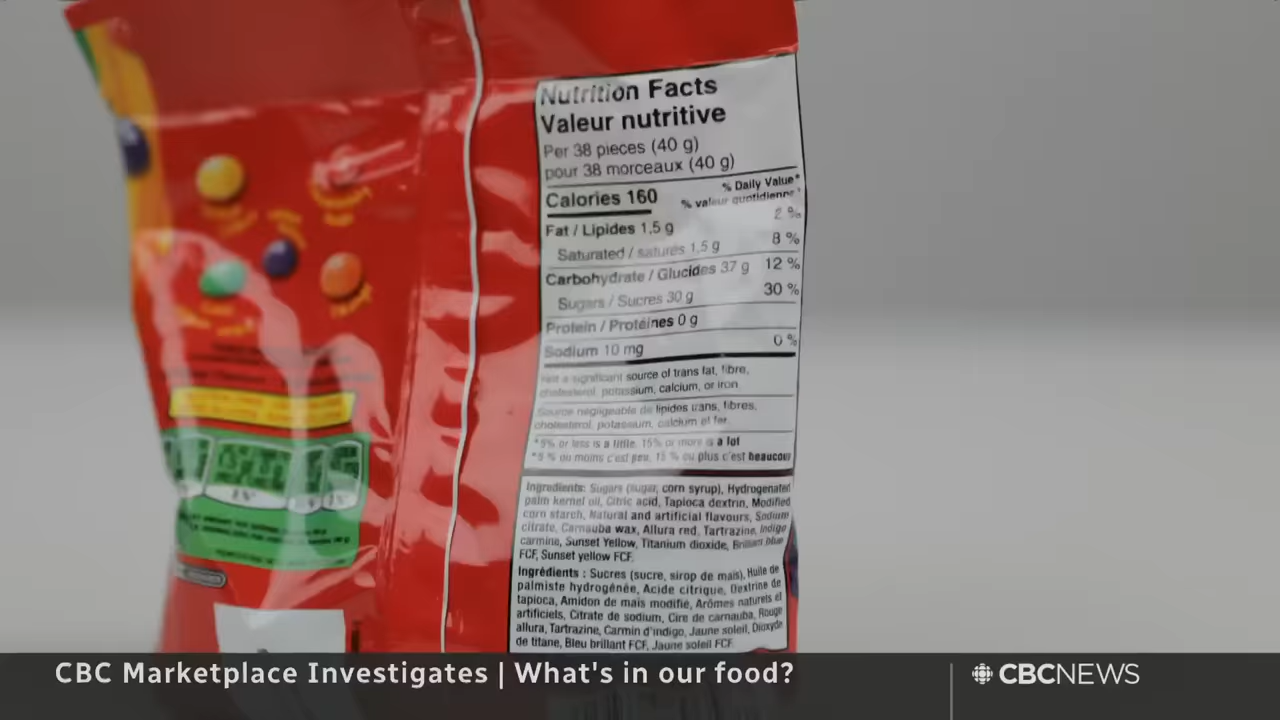 Nutrition Facts
Valeur nutritive
Per 38 pieces (40 g)
pour 38 morceaux (40 g)
% Daily Value*
Calories 160
% valeur quotidienne*
Fat / Lipides 1,5 g 2 %
Saturated / saturés 1,5 g 8 %
Carbohydrate / Glucides 37 g 12 %
Sugars / Sucres 30 g 30 %
Protein / Protéines 0 g
Sodium 10 mg 0 %
Not a significant source of trans fat, fibre,
cholesterol, potassium, calcium, or iron
Source négligeable de lipides trans, fibres,
cholestérol, potassium, calcium et fer
*5% or less is a little, 15% or more is a lot
*5 % ou moins c'est peu, 15 % ou plus c'est beaucoup
Ingredients: Sugars (sugar, corn syrup), Hydrogenated
palm kernel oil, Citric acid, Tapioca dextrin, Modified
corn starch, Natural and artificial flavours, Sodium
citrate, Carnauba wax, Allura red, Tartrazine, Indigo
carmine, Sunset Yellow, Titanium dioxide, Brilliant blue
FCF, Sunset yellow FCF.
Ingrédients : Sucres (sucre, sirop de maïs), Huile de
palmiste hydrogénée, Acide citrique, Dextrine de
tapioca, Amidon de maïs modifié, Arômes naturels et
artificiels, Citrate de sodium, Cire de carnauba, Rouge
allura, Tartrazine, Carmin d'indigo, Jaune soleil, Dioxyde
de titane, Bleu brillant FCF, Jaune soleil FCF.
CBC Marketplace Investigates | What's in our food?
CBCNEWS